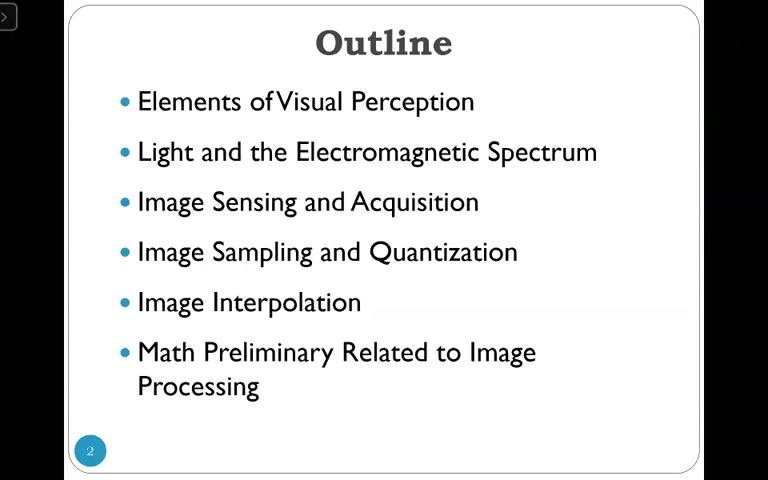 Outline
• Elements of Visual Perception
• Light and the Electromagnetic Spectrum
• Image Sensing and Acquisition
• Image Sampling and Quantization
• Image Interpolation
• Math Preliminary Related to Image
Processing
2